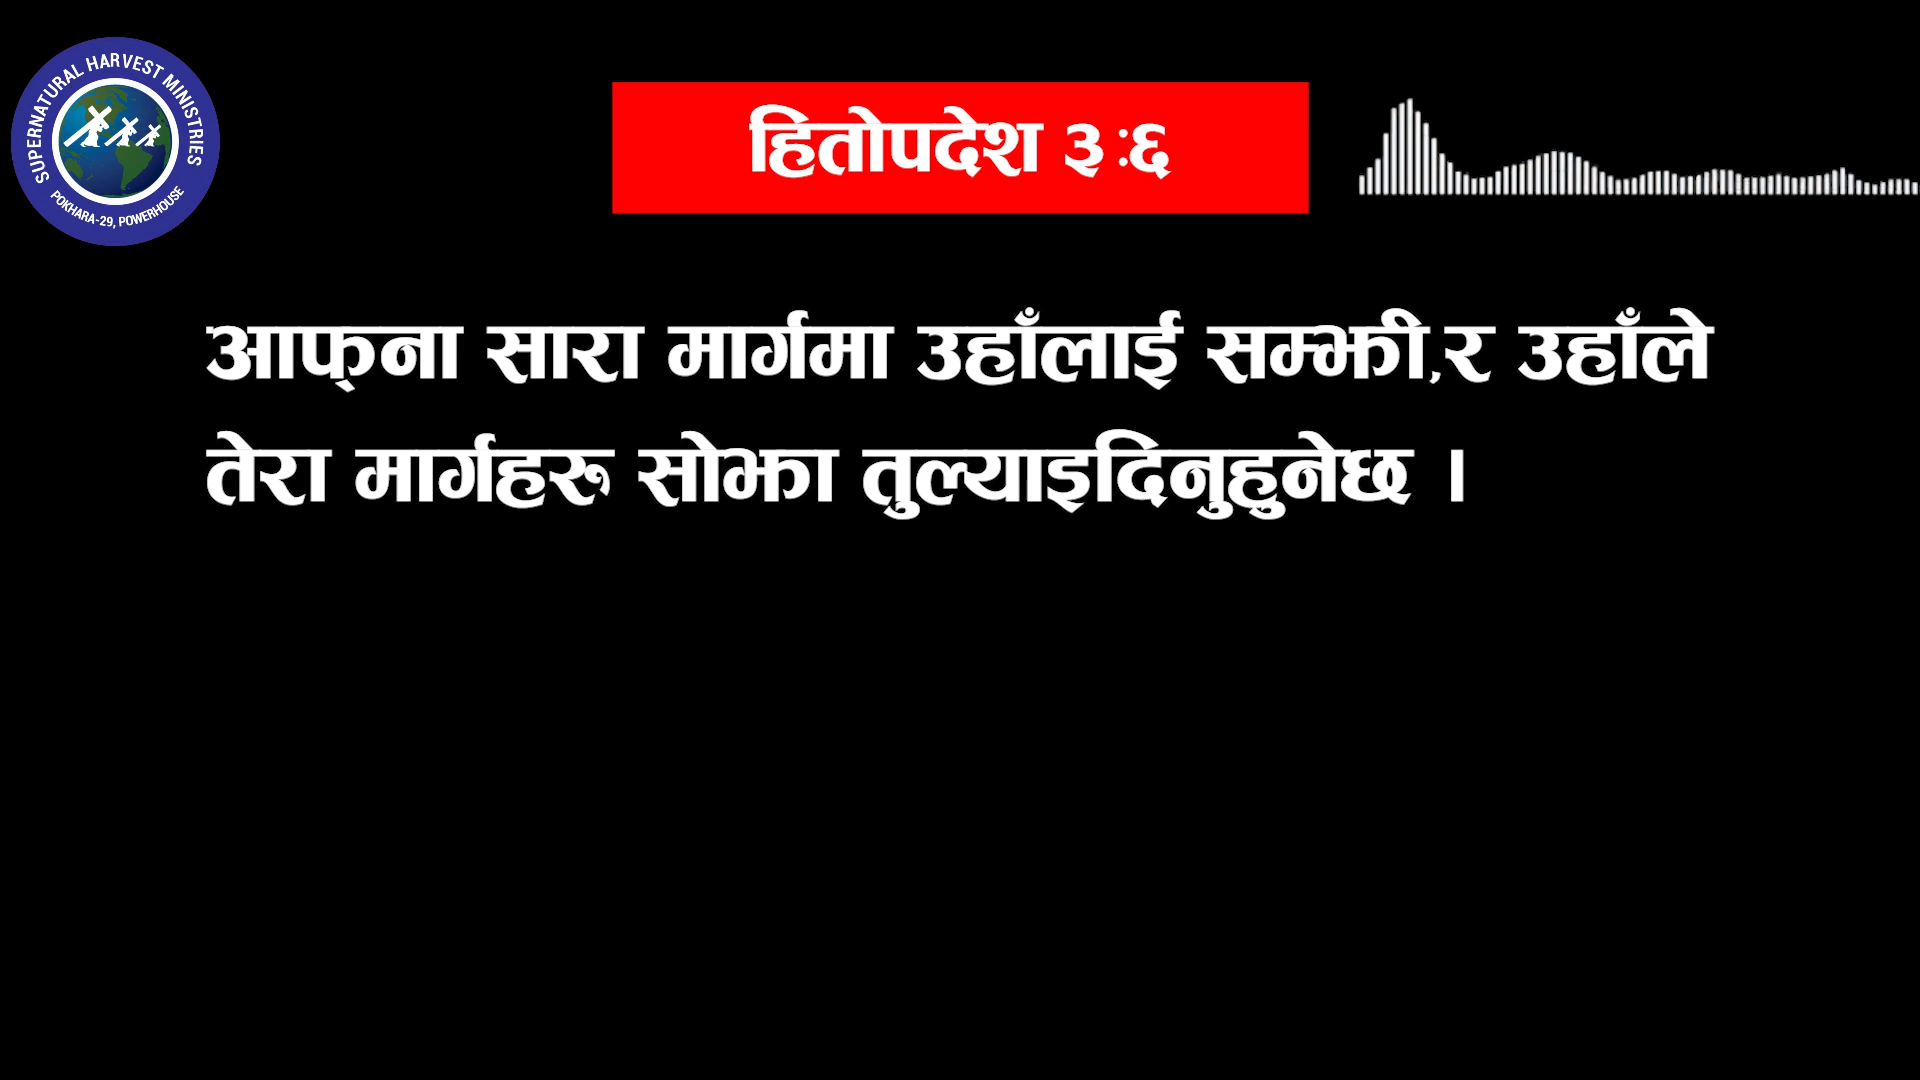 SUPERNATURAL HARVEST MINISTRIES
POKHARA-29, POWERHOUSE
हितोपदेश ३ :६
आफ्‌ना सारा मार्गमा उहाँलाई सम्झी,र उहाँले
तेरा मार्गहरु सोझा तुल्याइदिनुहुनेछ ।